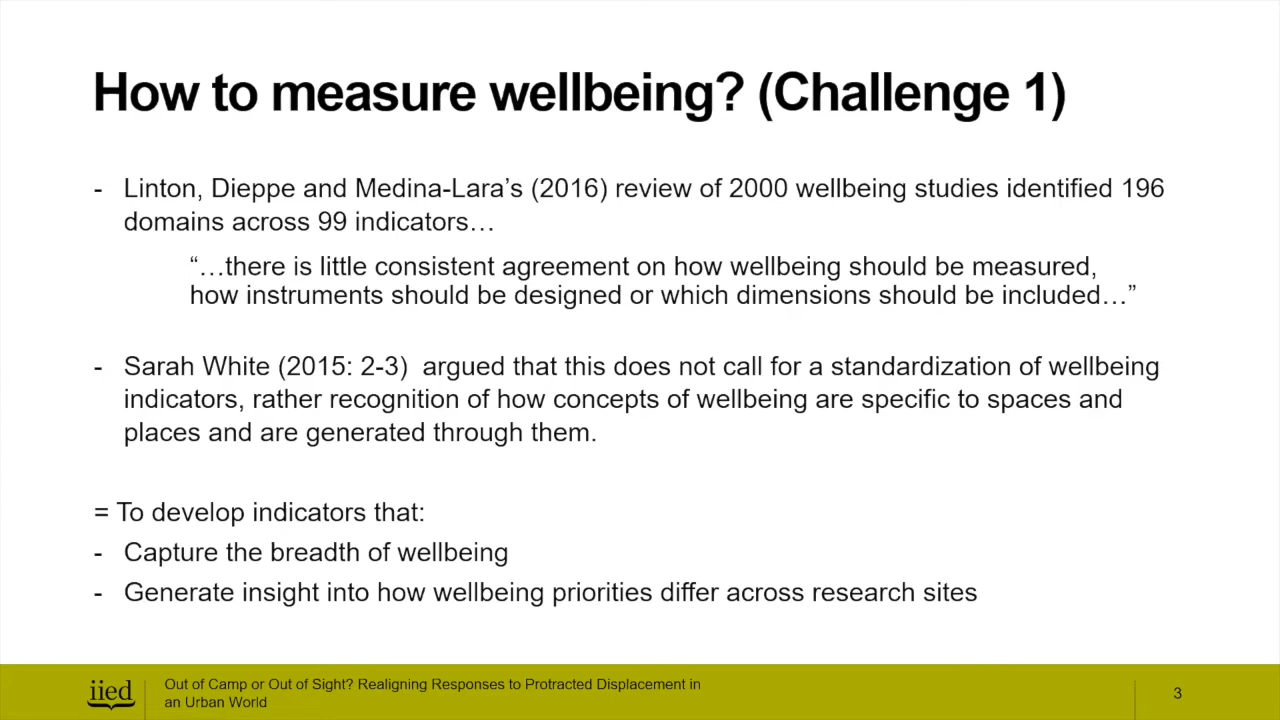 How to measure wellbeing? (Challenge 1)
- Linton, Dieppe and Medina-Lara’s (2016) review of 2000 wellbeing studies identified 196
domains across 99 indicators…
“…there is little consistent agreement on how wellbeing should be measured,
how instruments should be designed or which dimensions should be included…”
- Sarah White (2015: 2-3)  argued that this does not call for a standardization of wellbeing
indicators, rather recognition of how concepts of wellbeing are specific to spaces and
places and are generated through them.
= To develop indicators that:
- Capture the breadth of wellbeing
- Generate insight into how wellbeing priorities differ across research sites
iied
Out of Camp or Out of Sight? Realigning Responses to Protracted Displacement in
an Urban World
3